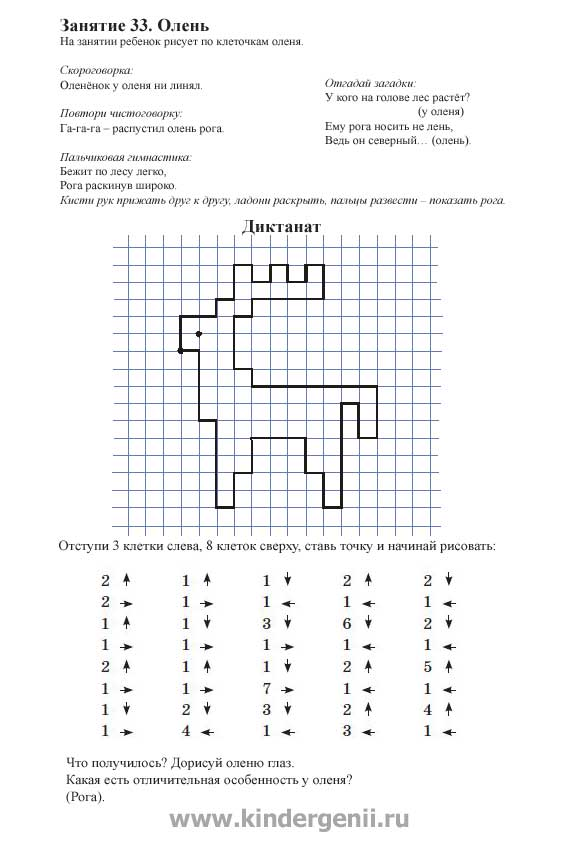 Занятие 33. Олень
На занятии ребенок рисует по клеточкам оленя.
Скороговорка:
Оленёнок у оленя ни линял.
Повтори чистоговорку:
Га-га-га – распустил олень рога.
Отгадай загадки:
У кого на голове лес растёт?
(у оленя)
Ему рога носить не лень,
Ведь он северный… (олень).
Пальчиковая гимнастика:
Бежит по лесу легко,
Рога раскинув широко.
Кисти рук прижать друг к другу, ладони раскрыть, пальцы развести – показать рога.
Диктанат
Отступи 3 клетки слева, 8 клеток сверху, ставь точку и начинай рисовать:
2 ↑ 1 ↑ 1 ↓ 2 ↑ 2 ↓
2 → 1 → 1 ← 1 ← 1 ←
1 ↑ 1 ↓ 3 ↓ 6 ↓ 2 ↓
1 → 1 → 1 → 1 ← 1 ←
2 ↑ 1 ↑ 1 ↓ 2 ↑ 5 ↑
1 → 1 → 7 → 1 ← 1 ←
1 ↓ 2 ↓ 3 ↓ 2 ↑ 4 ↑
1 → 4 ← 1 ← 3 ← 1 ←
Что получилось? Дорисуй оленю глаз.
Какая есть отличительная особенность у оленя?
(Рога).
www.kindergenii.ru